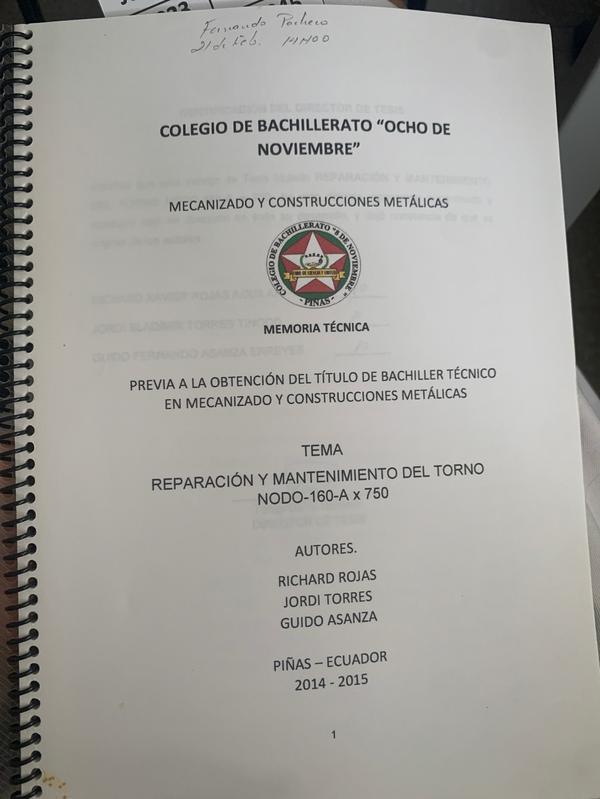 Fernando Pacheco
21 de Feb. 14H00
COLEGIO DE BACHILLERATO “OCHO DE
NOVIEMBRE”
MECANIZADO Y CONSTRUCCIONES METÁLICAS
COLEGIO DE BACHILLERATO "8 DE NOVIEMBRE"
- PIÑAS -
MEMORIA TÉCNICA
PREVIA A LA OBTENCIÓN DEL TÍTULO DE BACHILLER TÉCNICO
EN MECANIZADO Y CONSTRUCCIONES METÁLICAS
TEMA
REPARACIÓN Y MANTENIMIENTO DEL TORNO
NODO-160-A x 750
AUTORES.
RICHARD ROJAS
JORDI TORRES
GUIDO ASANZA
PIÑAS – ECUADOR
2014 - 2015
1